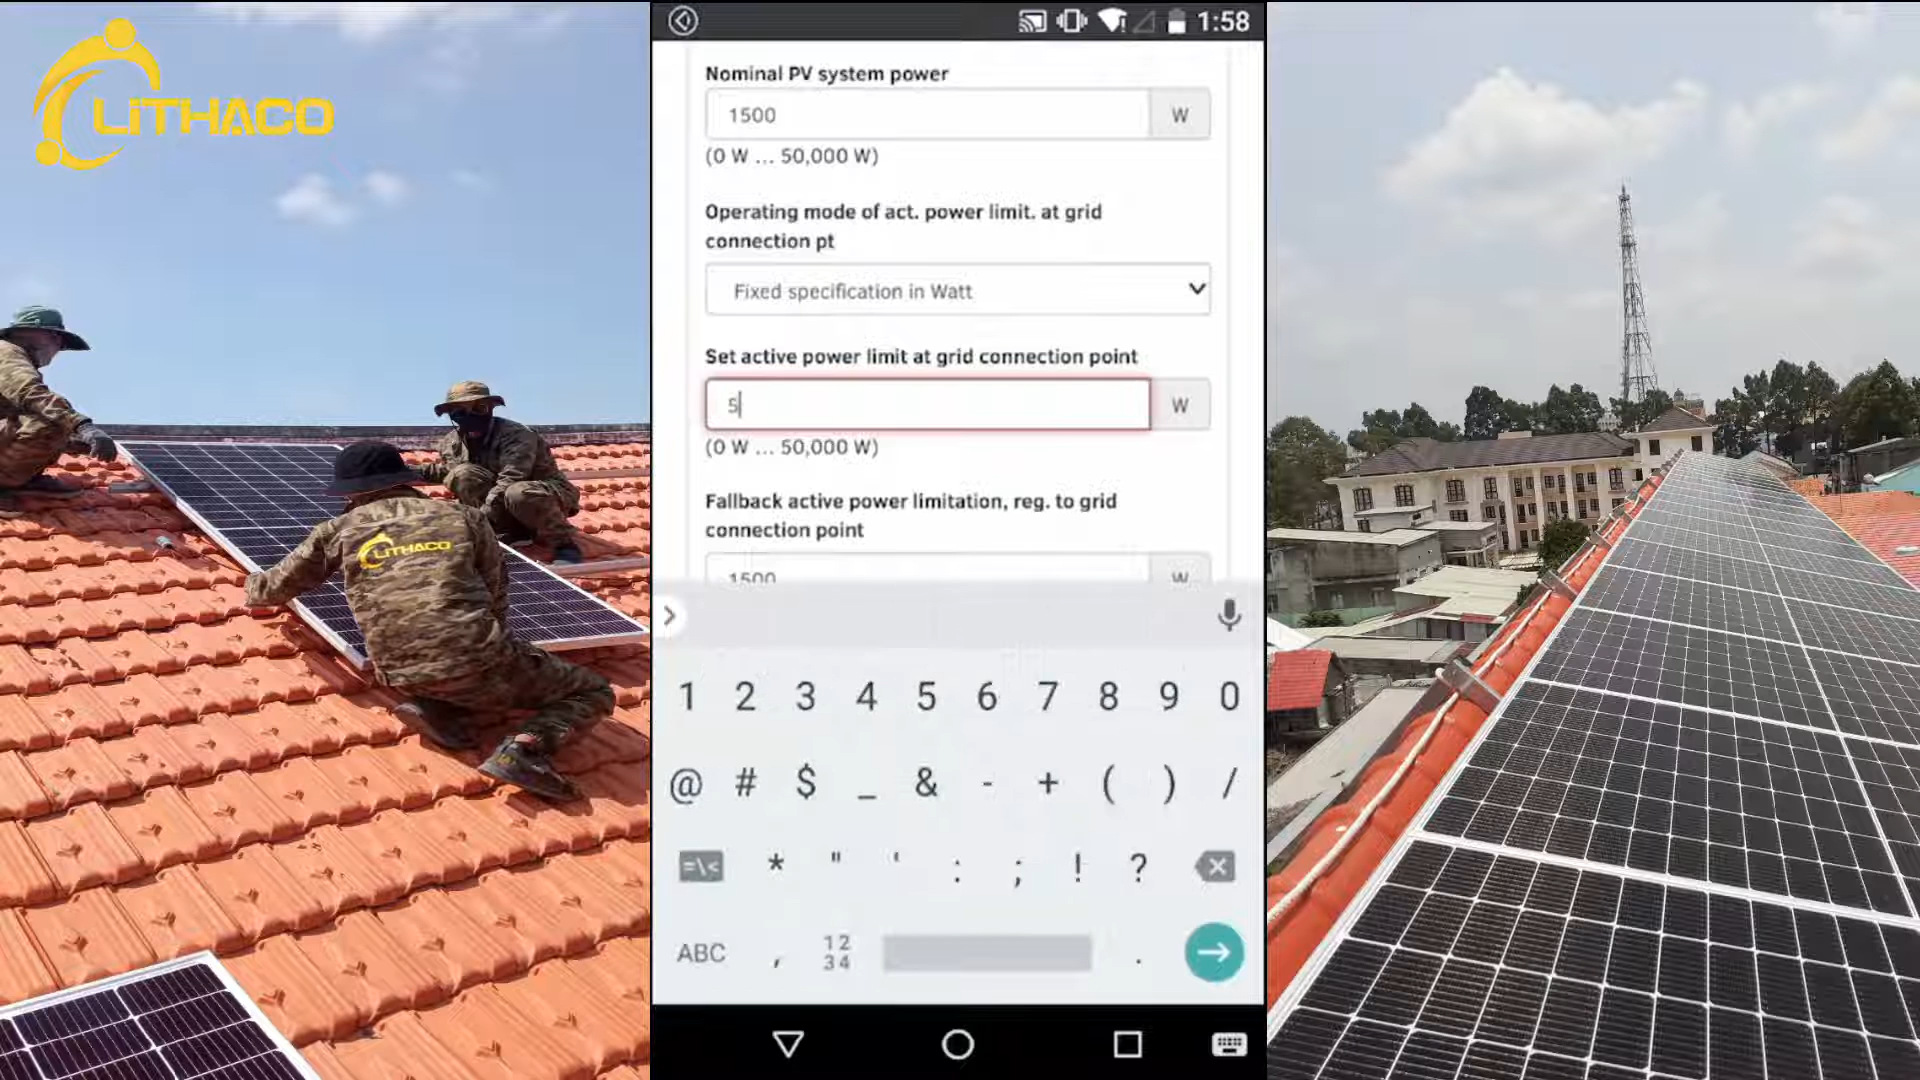 LiTHACO
1:58
Nominal PV system power
1500
W
(0 W ... 50,000 W)
Operating mode of act. power limit. at grid
connection pt
Fixed specification in Watt
Set active power limit at grid connection point
5
W
(0 W ... 50,000 W)
Fallback active power limitation, reg. to grid
connection point
1500
W
LiTHACO
1 2 3 4 5 6 7 8 9 0
@ # $ _ & - + ( ) /
=\< * " ' : ; ! ?
ABC , 12 .
34